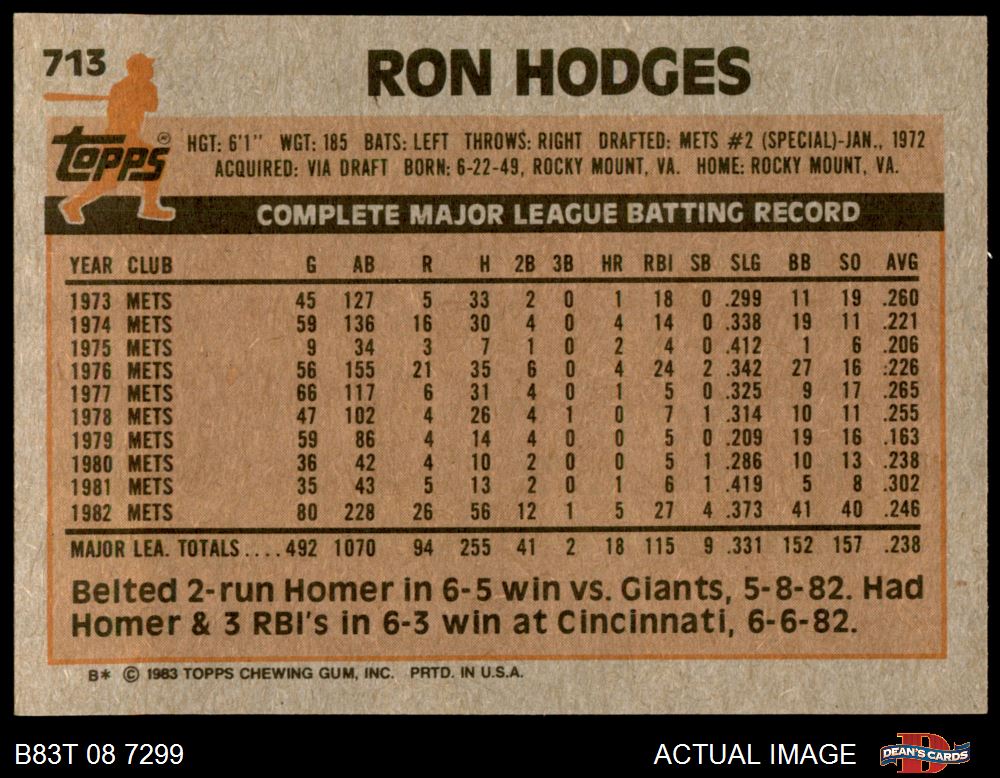 713
RON HODGES
topps®
HGT: 6'1" WGT: 185 BATS: LEFT THROWS: RIGHT DRAFTED: METS #2 (SPECIAL)-JAN., 1972
ACQUIRED: VIA DRAFT BORN: 6-22-49, ROCKY MOUNT, VA. HOME: ROCKY MOUNT, VA.
COMPLETE MAJOR LEAGUE BATTING RECORD
YEAR CLUB G AB R H 2B 3B HR RBI SB SLG BB SO AVG
1973 METS 45 127 5 33 2 0 1 18 0 .299 11 19 .260
1974 METS 59 136 16 30 4 0 4 14 0 .338 19 11 .221
1975 METS 9 34 3 7 1 0 2 4 0 .412 1 6 .206
1976 METS 56 155 21 35 6 0 4 24 2 .342 27 16 .226
1977 METS 66 117 6 31 4 0 1 5 0 .325 9 17 .265
1978 METS 47 102 4 26 4 1 0 7 1 .314 10 11 .255
1979 METS 59 86 4 14 4 0 0 5 0 .209 19 16 .163
1980 METS 36 42 4 10 2 0 0 5 1 .286 10 13 .238
1981 METS 35 43 5 13 2 0 1 6 1 .419 5 8 .302
1982 METS 80 228 26 56 12 1 5 27 4 .373 41 40 .246
MAJOR LEA. TOTALS....492 1070 94 255 41 2 18 115 9 .331 152 157 .238
Belted 2-run Homer in 6-5 win vs. Giants, 5-8-82. Had
Homer & 3 RBI's in 6-3 win at Cincinnati, 6-6-82.
B* © 1983 TOPPS CHEWING GUM, INC. PRTD. IN U.S.A.
B83T 08 7299
ACTUAL IMAGE
D
DEAN'S CARDS